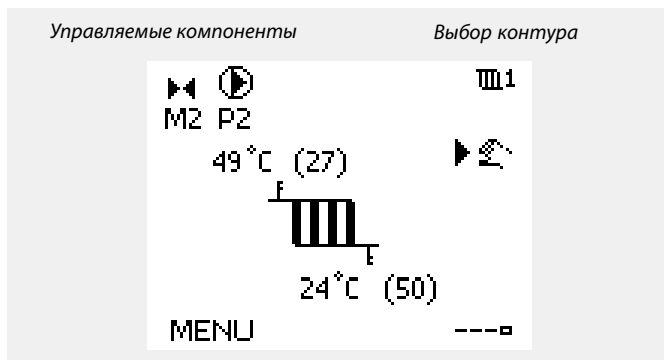 Управляемые компоненты Выбор контура
1
M2 P2
49 °C (27)
24 °C (50)
MENU ---